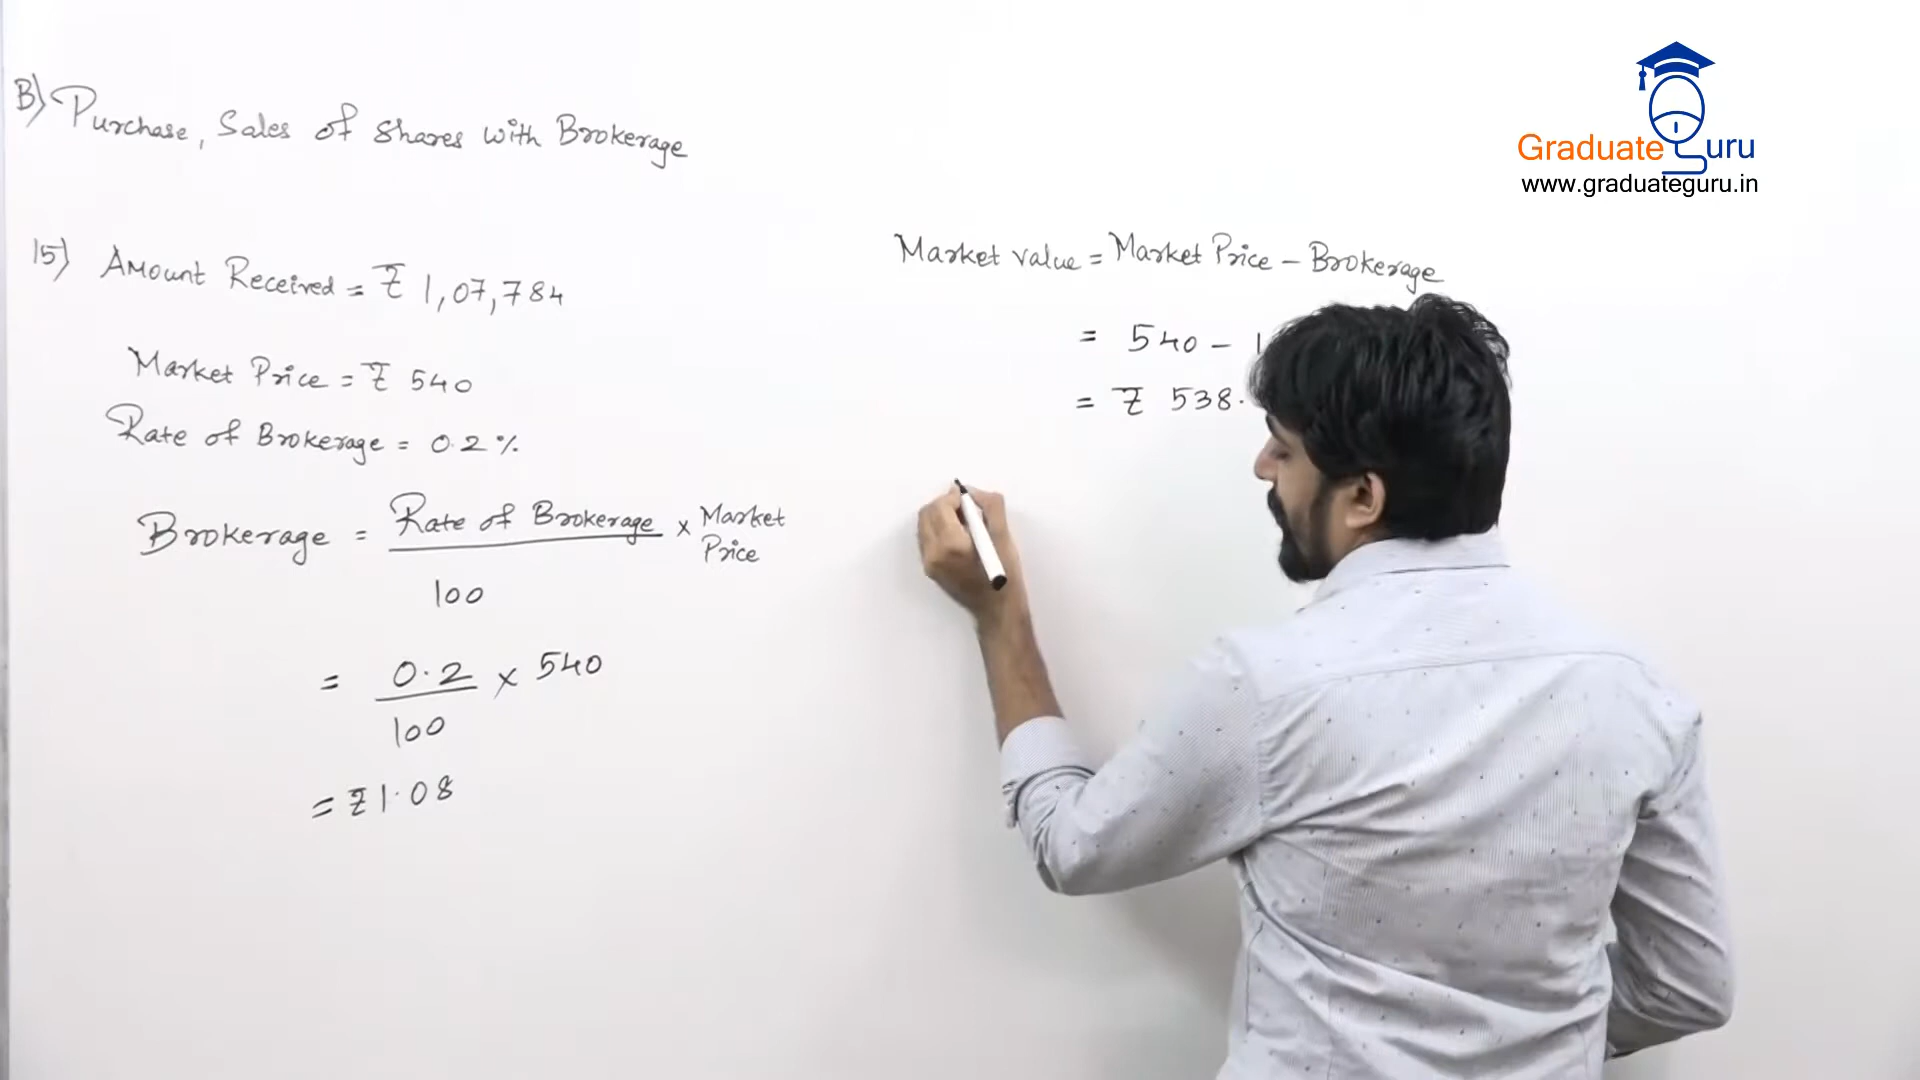 B) Purchase, Sales of Shares with Brokerage
15) Amount Received = ₹ 1,07,784
Market Price = ₹ 540
Rate of Brokerage = 0.2 %
Brokerage = Rate of Brokerage × Market Price
100
= 0.2 × 540
100
= ₹ 1.08
Market value = Market Price - Brokerage
= 540 - 1
= ₹ 538.
Graduate Guru
www.graduateguru.in